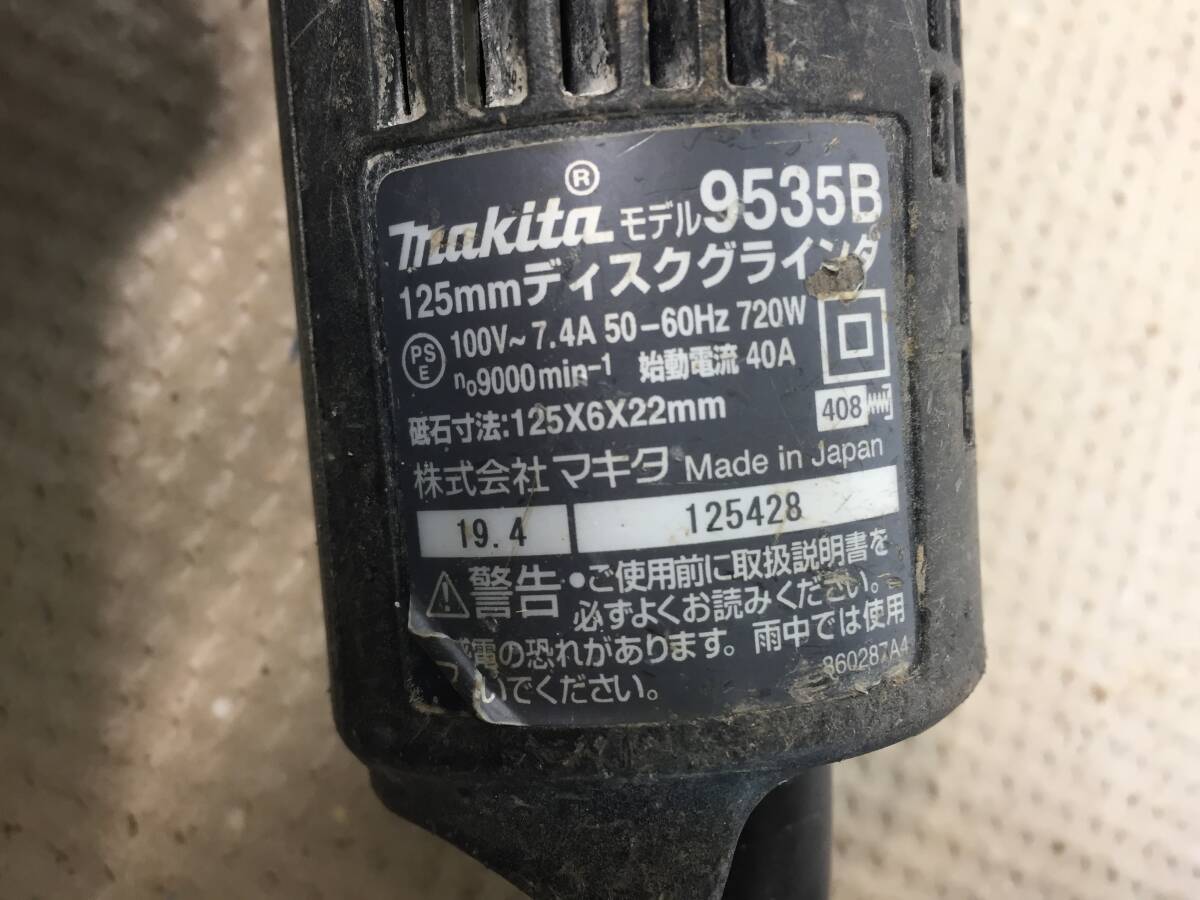 ®
makita モデル 9535B
125mmディスクグラインダ
PS E 100V~ 7.4A 50-60Hz 720W
n₀9000min⁻¹ 始動電流 40A
408
砥石寸法:125X6X22mm
株式会社 マキタ Made in Japan
19.4 125428
警告 •ご使用前に取扱説明書を
必ずよくお読みください。
電の恐れがあります。雨中では使用
いでください。
860287A4